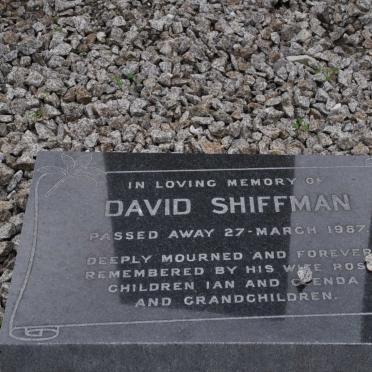 IN LOVING MEMORY OF
DAVID SHIFFMAN
PASSED AWAY 27-MARCH 1987
DEEPLY MOURNED AND FOREVER
REMEMBERED BY HIS WIFE
CHILDREN IAN AND GLENDA
AND GRANDCHILDREN.